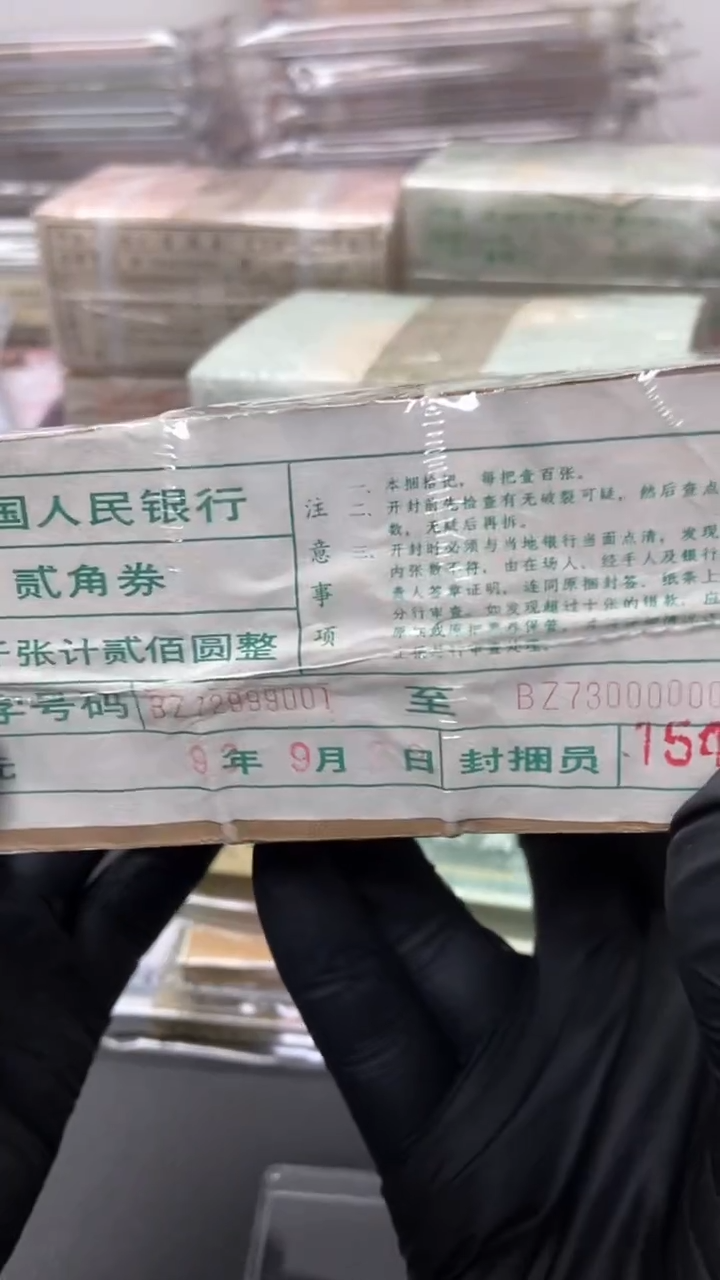 国人民银行
贰角券
千张计贰佰圆整
字号码 BZ72999001 至 BZ73000000
元 年 9月 日 封捆员 154
注意事项
一、本捆拾把，每把壹百张。
二、开封前先检查有无破裂可疑，然后查点
数，无疑后再拆。
三、开封时必须与当地银行当面点清，发现
内张数不符，由在场人、经手人及银行
责人签章证明，连同原捆封签、纸条上
分行审查。如发现超过十张的错款，应